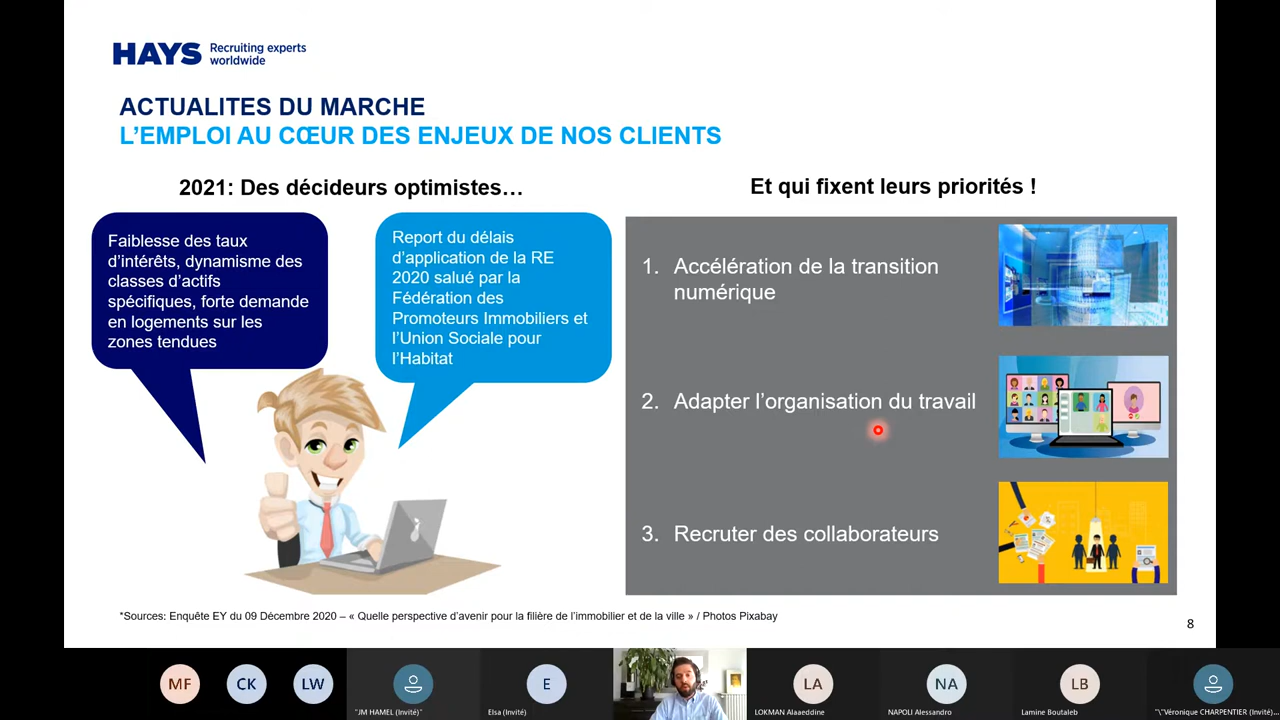 HAYS Recruiting experts
worldwide
ACTUALITES DU MARCHE
L'EMPLOI AU CŒUR DES ENJEUX DE NOS CLIENTS
2021: Des décideurs optimistes…
Faiblesse des taux
d'intérêts, dynamisme des
classes d'actifs
spécifiques, forte demande
en logements sur les
zones tendues
Report du délais
d'application de la RE
2020 salué par la
Fédération des
Promoteurs Immobiliers et
l'Union Sociale pour
l'Habitat
Et qui fixent leurs priorités !
1. Accélération de la transition
numérique
2. Adapter l'organisation du travail
3. Recruter des collaborateurs
*Sources: Enquête EY du 09 Décembre 2020 – « Quelle perspective d'avenir pour la filière de l'immobilier et de la ville » / Photos Pixabay
8
MF
CK
LW
"JM HAMEL (Invité)"
E
Elsa (Invité)
LA
LOKMAN Alaaeddine
NA
NAPOLI Alessandro
LB
Lamine Boutaleb
"\"Véronique CHARPENTIER (Invité)...